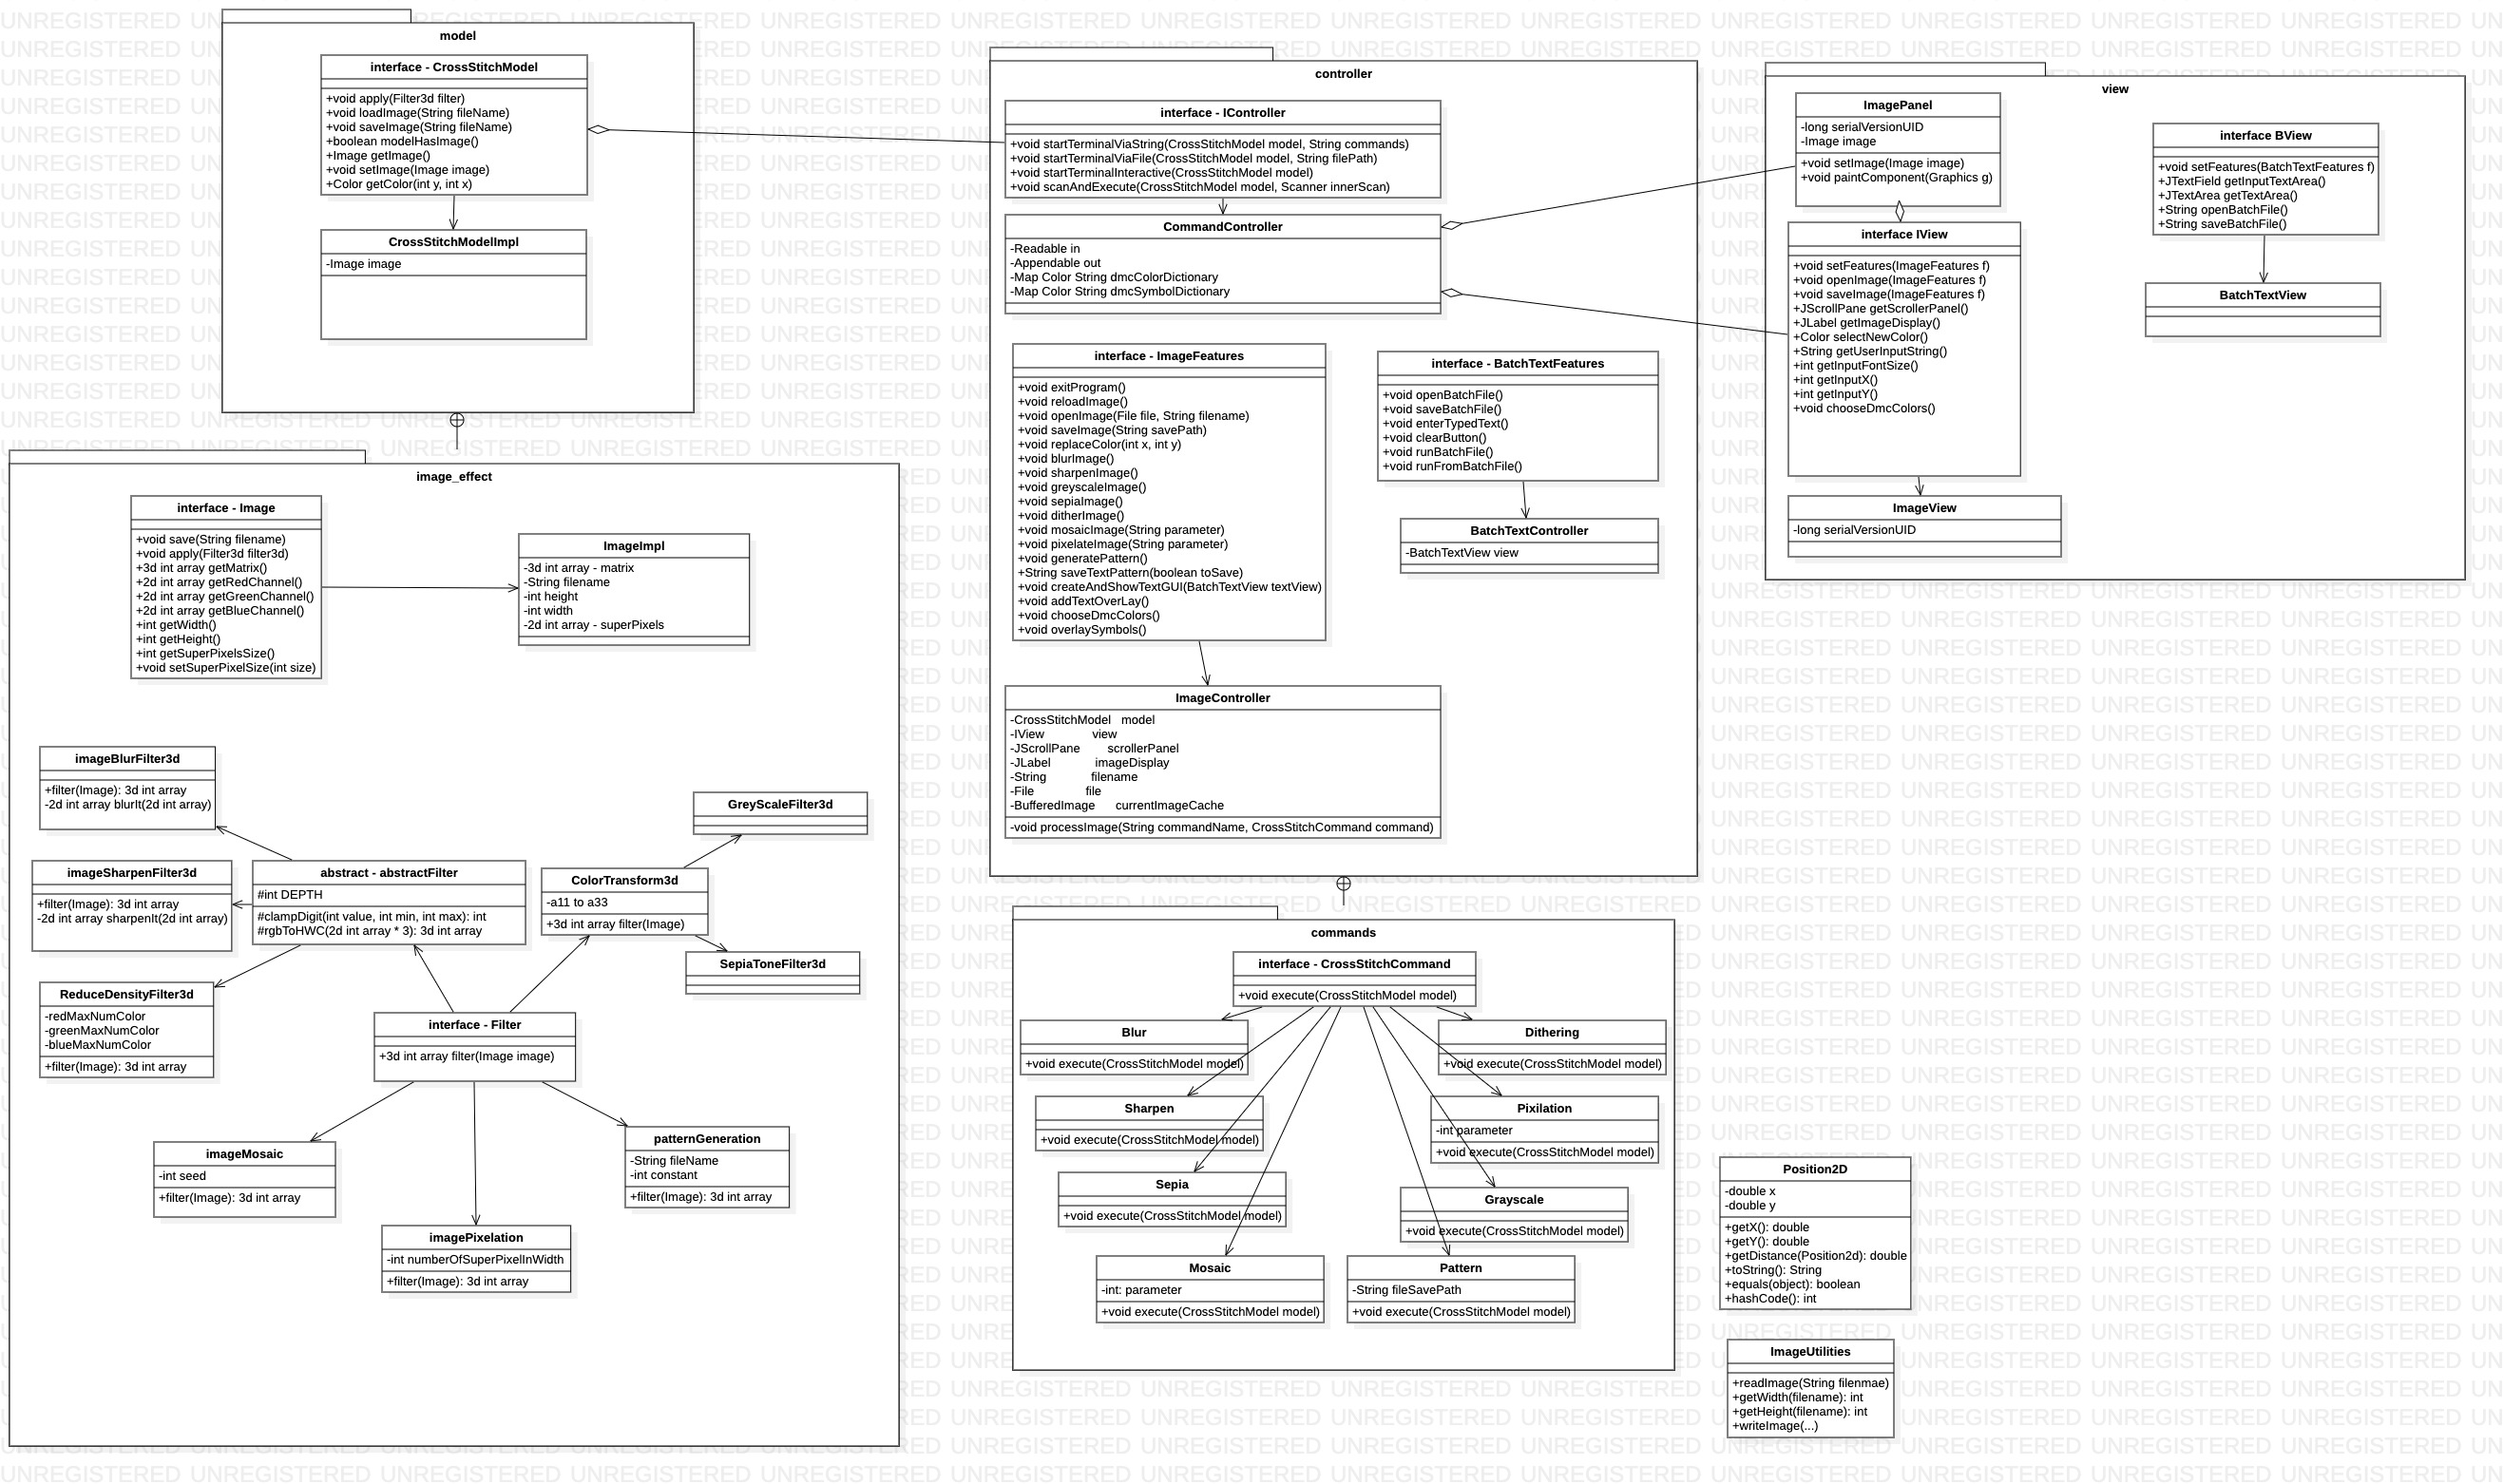 model
interface - CrossStitchModel
+void apply(Filter3d filter)
+void loadImage(String fileName)
+void saveImage(String fileName)
+boolean modelHasImage()
+Image getImage()
+void setImage(Image image)
+Color getColor(int y, int x)
CrossStitchModelImpl
-Image image
controller
interface - IController
+void startTerminalViaString(CrossStitchModel model, String commands)
+void startTerminalViaFile(CrossStitchModel model, String filePath)
+void startTerminalInteractive(CrossStitchModel model)
+void scanAndExecute(CrossStitchModel model, Scanner innerScan)
CommandController
-Readable in
-Appendable out
-Map Color String dmcColorDictionary
-Map Color String dmcSymbolDictionary
interface - ImageFeatures
+void exitProgram()
+void reloadImage()
+void openImage(File file, String filename)
+void saveImage(String savePath)
+void replaceColor(int x, int y)
+void blurImage()
+void sharpenImage()
+void greyscaleImage()
+void sepiaImage()
+void ditherImage()
+void mosaicImage(String parameter)
+void pixelateImage(String parameter)
+void generatePattern()
+String saveTextPattern(boolean toSave)
+void createAndShowTextGUI(BatchTextView textView)
+void addTextOverLay()
+void chooseDmcColors()
+void overlaySymbols()
interface - BatchTextFeatures
+void openBatchFile()
+void saveBatchFile()
+void enterTypedText()
+void clearButton()
+void runBatchFile()
+void runFromBatchFile()
BatchTextController
-BatchTextView view
ImageController
-CrossStitchModel model
-IView view
-JScrollPane scrollerPanel
-JLabel imageDisplay
-String filename
-File file
-BufferedImage currentImageCache
-void processImage(String commandName, CrossStitchCommand command)
view
ImagePanel
-long serialVersionUID
-Image image
+void setImage(Image image)
+void paintComponent(Graphics g)
interface BView
+void setFeatures(BatchTextFeatures f)
+JTextField getInputTextArea()
+JTextArea getTextArea()
+String openBatchFile()
+String saveBatchFile()
interface IView
+void setFeatures(ImageFeatures f)
+void openImage(ImageFeatures f)
+void saveImage(ImageFeatures f)
+JScrollPane getScrollerPanel()
+JLabel getImageDisplay()
+Color selectNewColor()
+String getUserInputString()
+int getInputFontSize()
+int getInputX()
+int getInputY()
+void chooseDmcColors()
BatchTextView
ImageView
-long serialVersionUID
image_effect
interface - Image
+void save(String filename)
+void apply(Filter3d filter3d)
+3d int array getMatrix()
+2d int array getRedChannel()
+2d int array getGreenChannel()
+2d int array getBlueChannel()
+int getWidth()
+int getHeight()
+int getSuperPixelsSize()
+void setSuperPixelSize(int size)
ImageImpl
-3d int array - matrix
-String filename
-int height
-int width
-2d int array - superPixels
imageBlurFilter3d
+filter(Image): 3d int array
-2d int array blurIt(2d int array)
GreyScaleFilter3d
imageSharpenFilter3d
+filter(Image): 3d int array
-2d int array sharpenIt(2d int array)
abstract - abstractFilter
#int DEPTH
#clampDigit(int value, int min, int max): int
#rgbToHWC(2d int array * 3): 3d int array
ColorTransform3d
-a11 to a33
+3d int array filter(Image)
SepiaToneFilter3d
ReduceDensityFilter3d
-redMaxNumColor
-greenMaxNumColor
-blueMaxNumColor
+filter(Image): 3d int array
interface - Filter
+3d int array filter(Image image)
imageMosaic
-int seed
+filter(Image): 3d int array
patternGeneration
-String fileName
-int constant
+filter(Image): 3d int array
imagePixelation
-int numberOfSuperPixelInWidth
+filter(Image): 3d int array
commands
interface - CrossStitchCommand
+void execute(CrossStitchModel model)
Blur
+void execute(CrossStitchModel model)
Dithering
+void execute(CrossStitchModel model)
Sharpen
+void execute(CrossStitchModel model)
Pixilation
-int parameter
+void execute(CrossStitchModel model)
Sepia
+void execute(CrossStitchModel model)
Grayscale
+void execute(CrossStitchModel model)
Mosaic
-int: parameter
+void execute(CrossStitchModel model)
Pattern
-String fileSavePath
+void execute(CrossStitchModel model)
Position2D
-double x
-double y
+getX(): double
+getY(): double
+getDistance(Position2d): double
+toString(): String
+equals(object): boolean
+hashCode(): int
ImageUtilities
+readImage(String filenmae)
+getWidth(filename): int
+getHeight(filename): int
+writeImage(...)